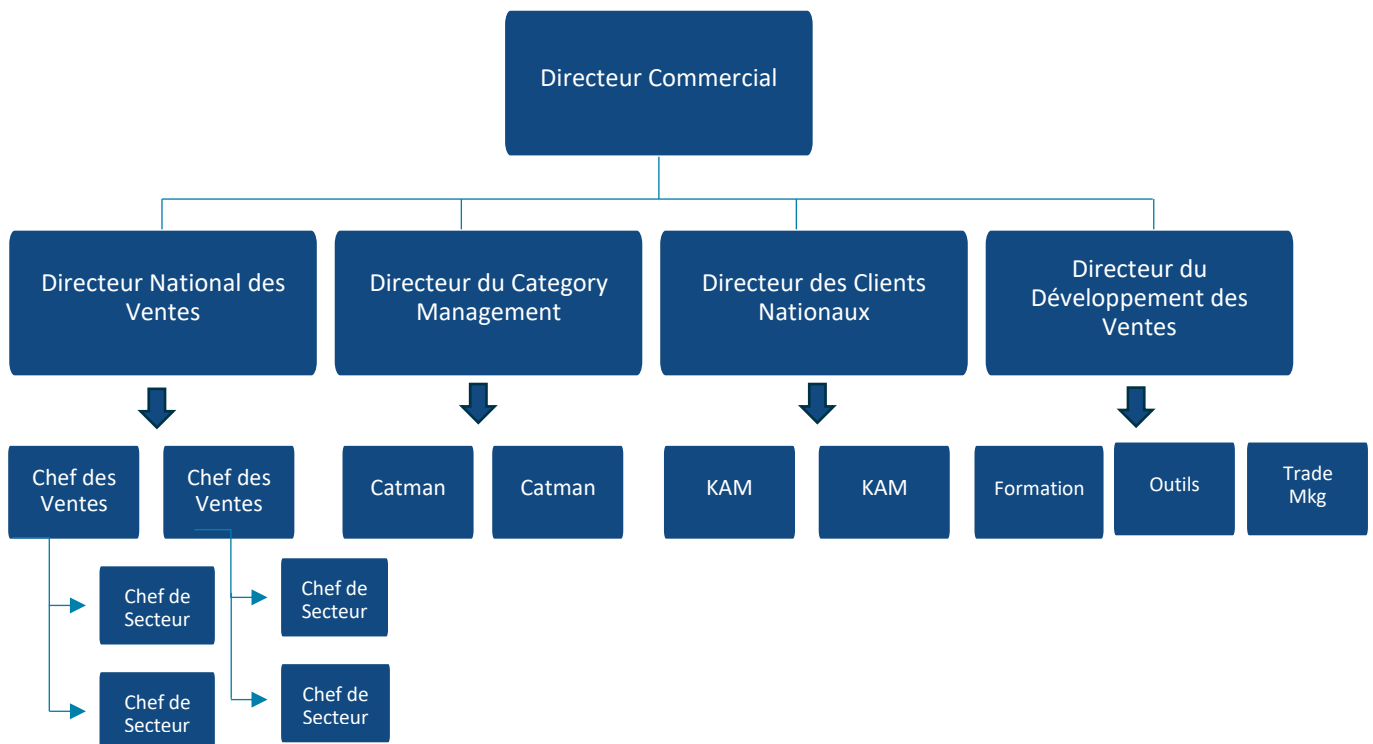 Directeur Commercial
Directeur National des
Ventes
Directeur du Category
Management
Directeur des Clients
Nationaux
Directeur du
Développement des
Ventes
Chef des
Ventes
Chef des
Ventes
Catman
Catman
KAM
KAM
Formation
Outils
Trade
Mkg
Chef de
Secteur
Chef de
Secteur
Chef de
Secteur
Chef de
Secteur